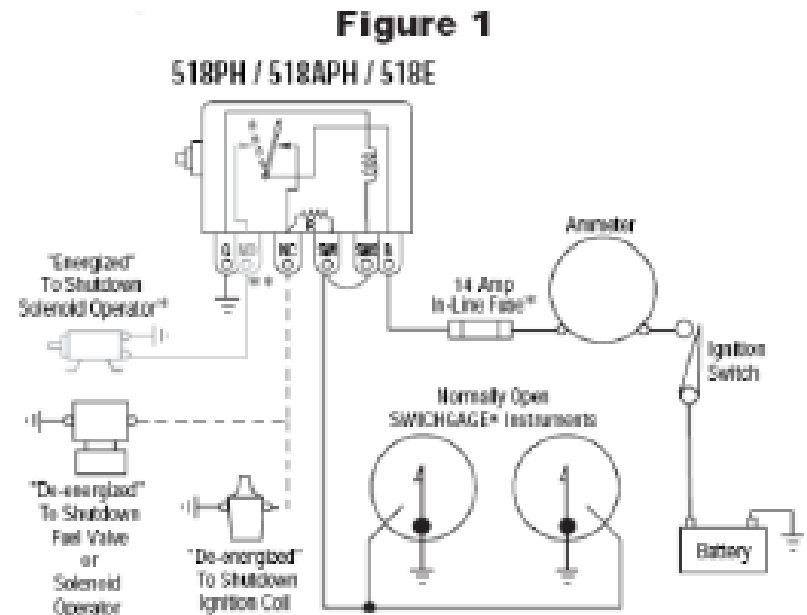 Figure 1
518PH / 518APH / 518E
G
NO
NC
SW
B
Ammeter
"Energized"
To Shutdown
Solenoid Operator
14 Amp
In-Line Fuse
Ignition
Switch
Normally Open
SWICHGAGE® Instruments
"De-energized"
To Shutdown
Fuel Valve
or
Solenoid
Operator
"De-energized"
To Shutdown
Ignition Coil
Battery